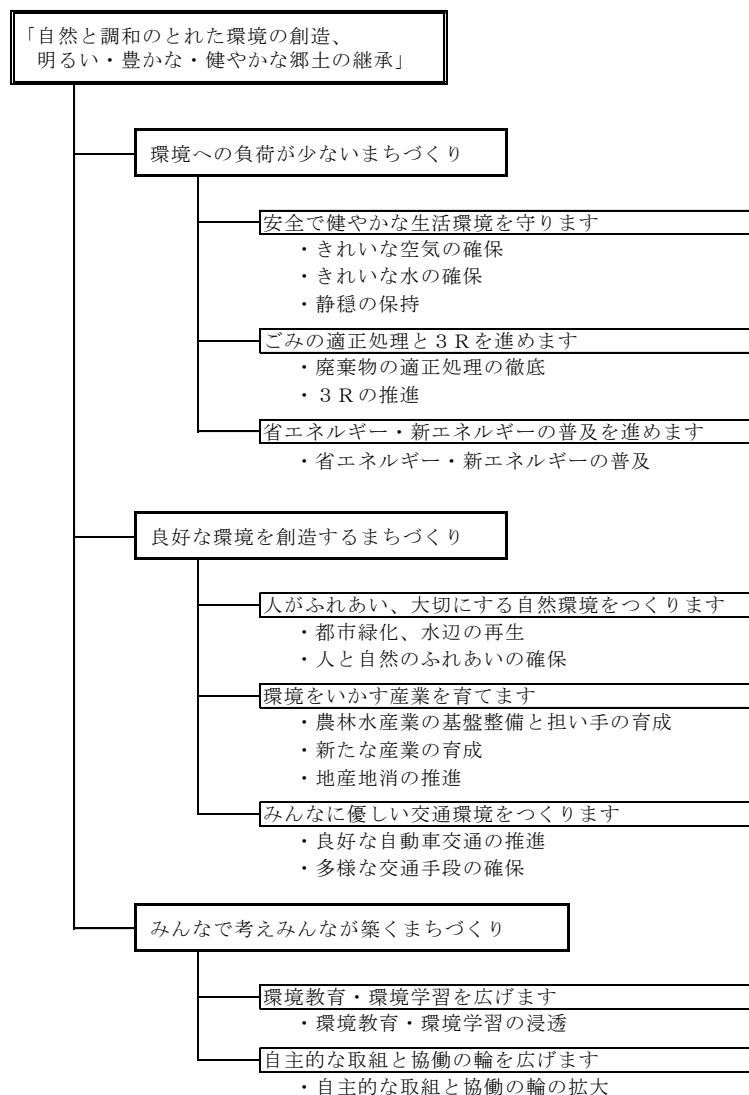 「自然と調和のとれた環境の創造、
明るい・豊かな・健やかな郷土の継承」
環境への負荷が少ないまちづくり
安全で健やかな生活環境を守ります
・きれいな空気の確保
・きれいな水の確保
・静穏の保持
ごみの適正処理と３Ｒを進めます
・廃棄物の適正処理の徹底
・３Ｒの推進
省エネルギー・新エネルギーの普及を進めます
・省エネルギー・新エネルギーの普及
良好な環境を創造するまちづくり
人がふれあい、大切にする自然環境をつくります
・都市緑化、水辺の再生
・人と自然のふれあいの確保
環境をいかす産業を育てます
・農林水産業の基盤整備と担い手の育成
・新たな産業の育成
・地産地消の推進
みんなに優しい交通環境をつくります
・良好な自動車交通の推進
・多様な交通手段の確保
みんなで考えみんなが築くまちづくり
環境教育・環境学習を広げます
・環境教育・環境学習の浸透
自主的な取組と協働の輪を広げます
・自主的な取組と協働の輪の拡大